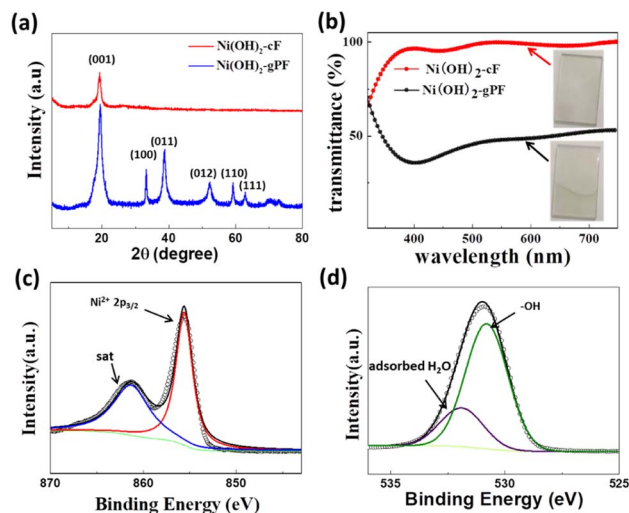 (a)
Intensity (a.u)
Ni(OH)2-cF
Ni(OH)2-gPF
(001)
(100)
(011)
(012)
(110)
(111)
20
40
60
80
2θ (degree)
(b)
transmittance (%)
100
50
Ni(OH)2-cF
Ni(OH)2-gPF
400
500
600
700
wavelength (nm)
(c)
Intensity(a.u.)
Ni2+ 2p3/2
sat
870
860
850
Binding Energy (eV)
(d)
Intensity(a.u.)
-OH
adsorbed H2O
535
530
525
Binding Energy (eV)